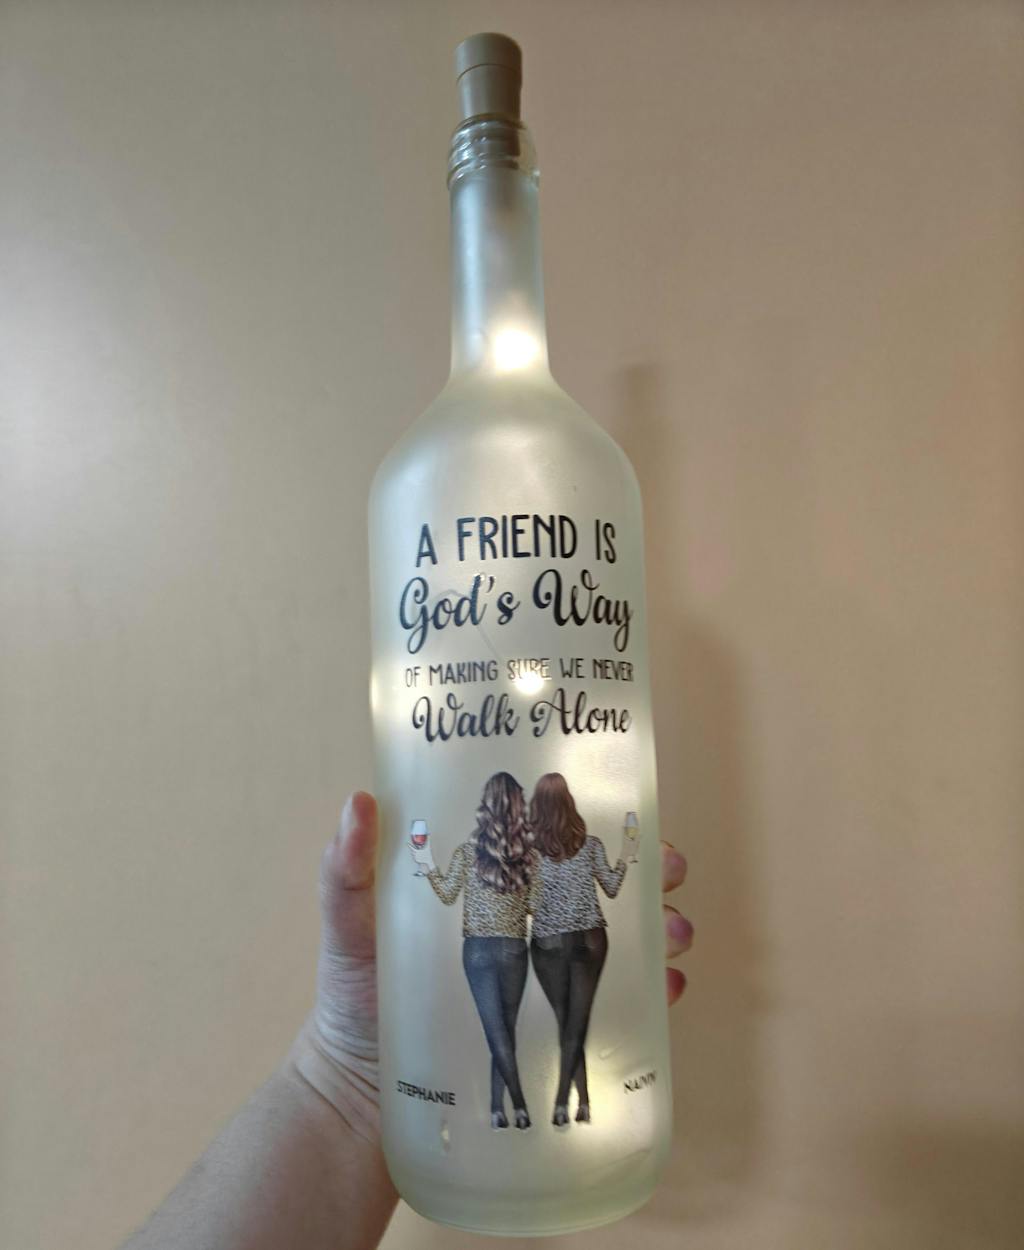 A FRIEND IS
God's Way
OF MAKING SURE WE NEVER
Walk Alone
STEPHANIE